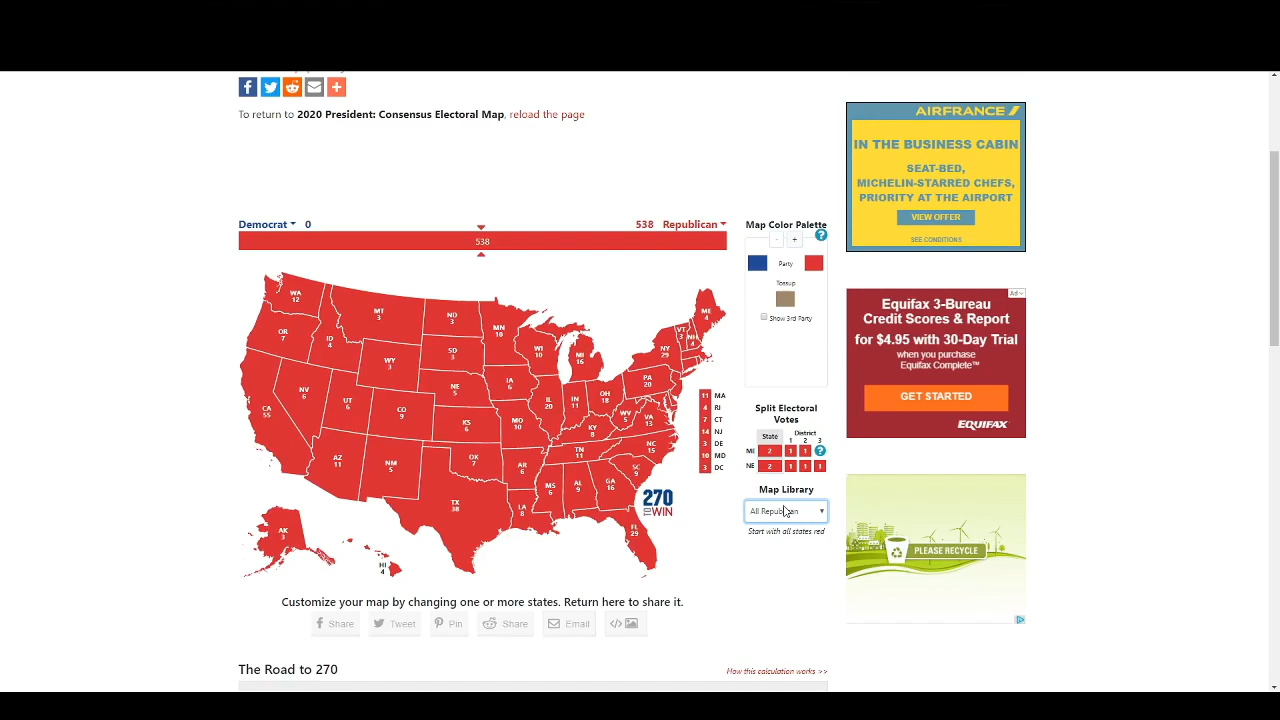 To return to 2020 President: Consensus Electoral Map, reload the page
Democrat 0
538 Republican
538
Map Color Palette
?
- +
Party
Tossup
Show 3rd Party
WA
12
OR
7
CA
55
NV
6
ID
4
MT
3
WY
3
UT
6
AZ
11
CO
9
NM
5
ND
3
SD
3
NE
5
KS
6
OK
7
TX
38
MN
10
IA
6
MO
10
AR
6
LA
8
WI
10
IL
20
MI
16
IN
11
OH
18
KY
8
TN
11
MS
6
AL
9
GA
16
FL
29
SC
9
NC
15
VA
13
WV
5
PA
20
NY
29
VT
3
NH
4
ME
4
AK
3
HI
4
11 MA
4 RI
7 CT
14 NJ
3 DE
10 MD
3 DC
270
TO WIN
Split Electoral
Votes
State District
1 2 3
MI 2 1 1 ?
NE 2 1 1 1
Map Library
All Republican
Start with all states red
Customize your map by changing one or more states. Return here to share it.
Share Tweet Pin Share Email
The Road to 270
How this calculation works >>
AIRFRANCE
IN THE BUSINESS CABIN
SEAT-BED,
MICHELIN-STARRED CHEFS,
PRIORITY AT THE AIRPORT
VIEW OFFER
SEE CONDITIONS
Ad
Equifax 3-Bureau
Credit Scores & Report
for $4.95 with 30-Day Trial
when you purchase
Equifax Complete™
GET STARTED
EQUIFAX
PLEASE RECYCLE